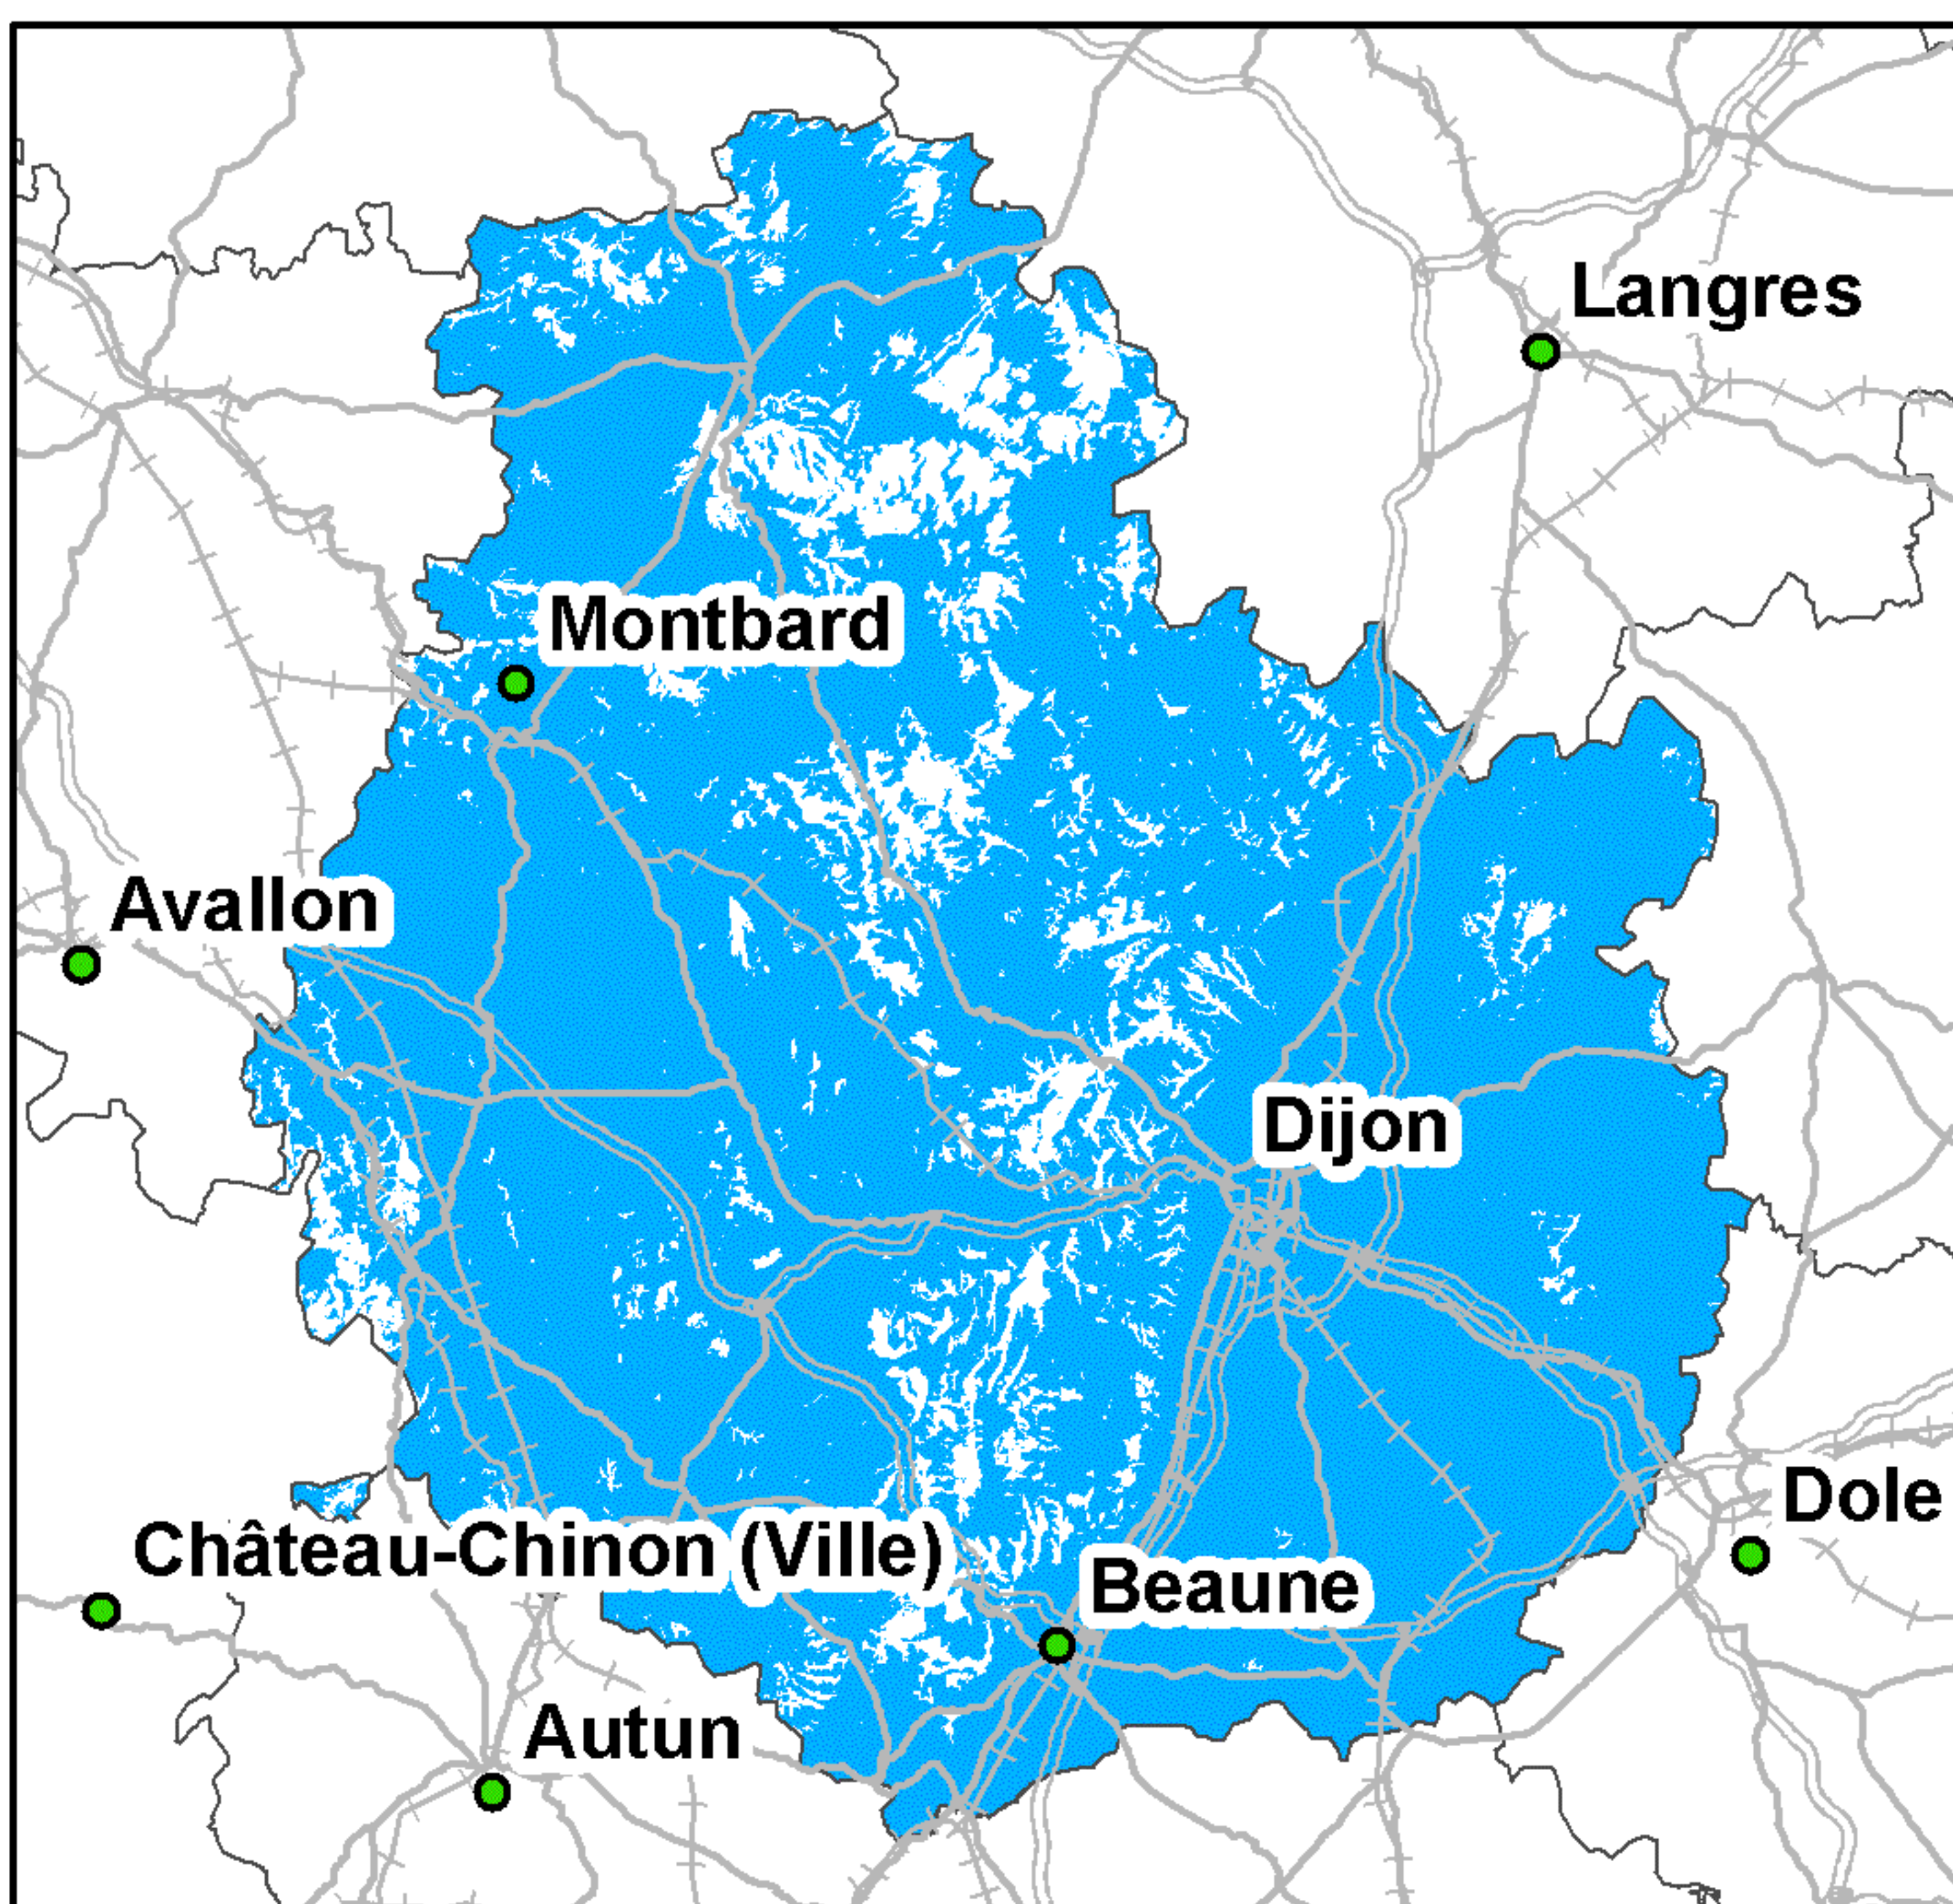 Langres
Montbard
Avallon
Dijon
Dole
Château-Chinon (Ville)
Beaune
Autun